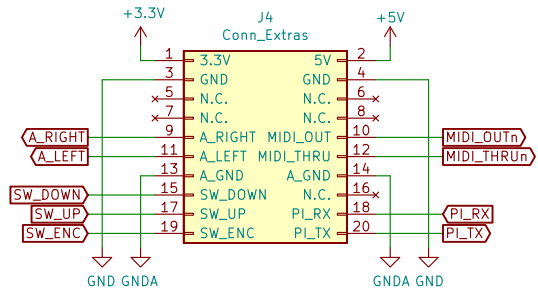 J4
Conn_Extras
+3.3V
+5V
1 3.3V 5V 2
3 GND GND 4
5 N.C. N.C. 6
7 N.C. N.C. 8
A_RIGHT 9 A_RIGHT MIDI_OUT 10 MIDI_OUTn
A_LEFT 11 A_LEFT MIDI_THRU 12 MIDI_THRUn
13 A_GND A_GND 14
SW_DOWN 15 SW_DOWN N.C. 16
SW_UP 17 SW_UP PI_RX 18 PI_RX
SW_ENC 19 SW_ENC PI_TX 20 PI_TX
GND GNDA GNDA GND